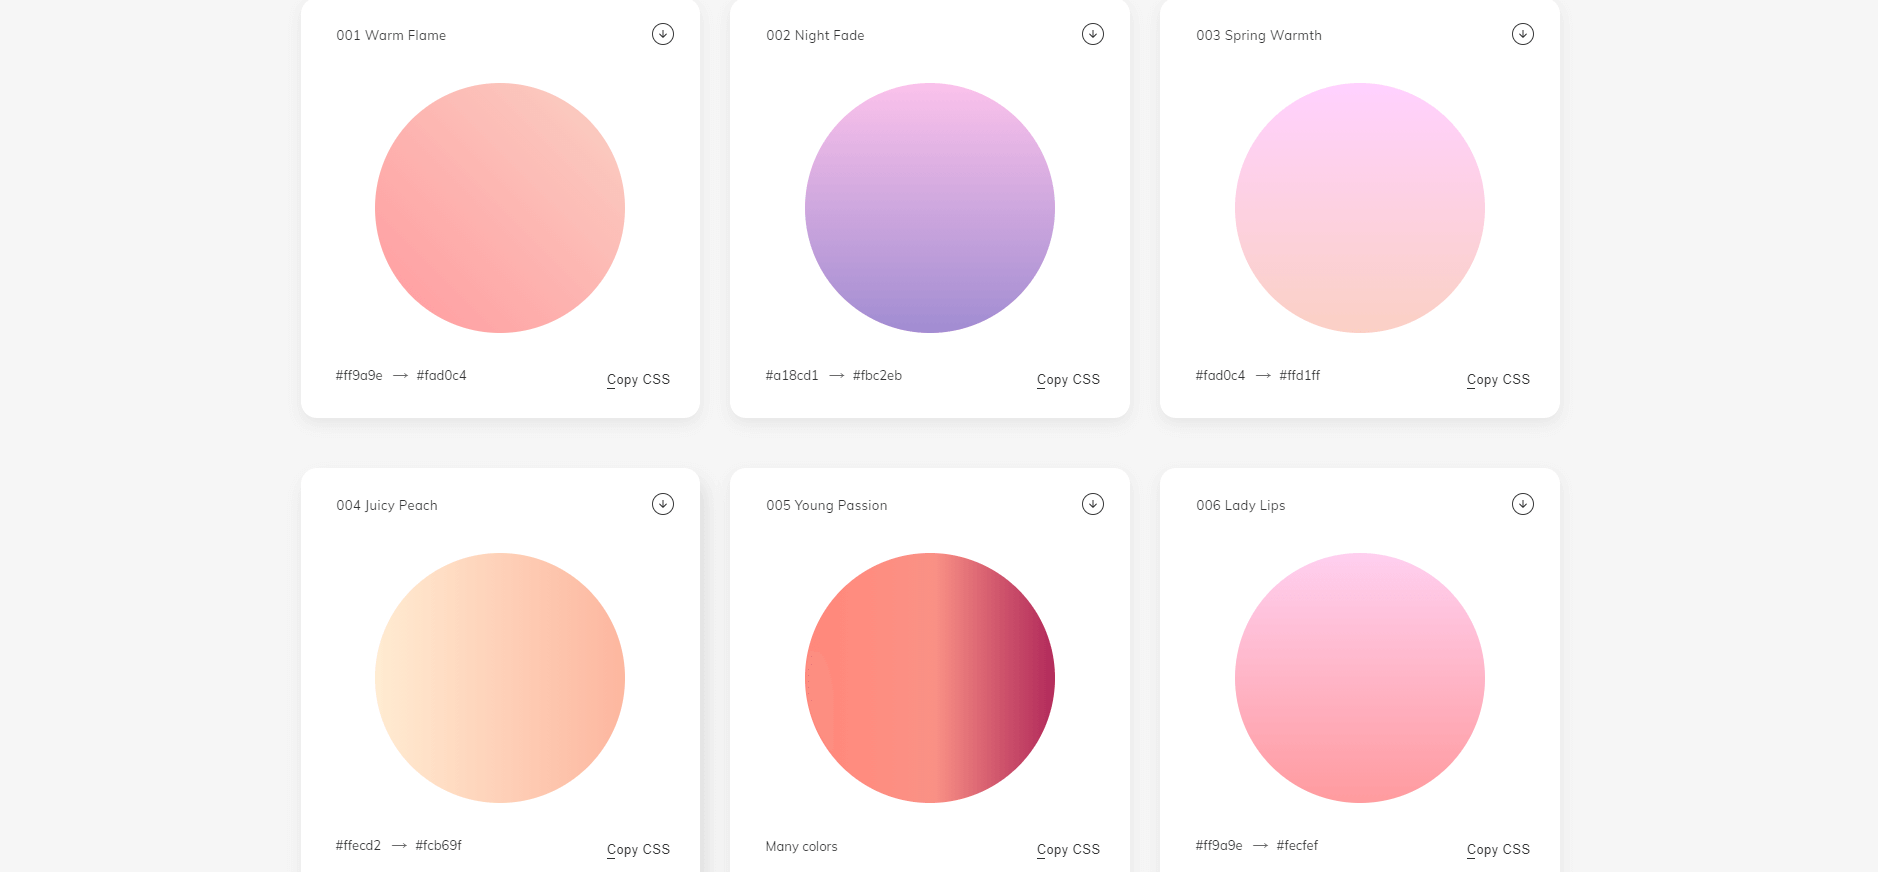 001 Warm Flame
002 Night Fade
003 Spring Warmth
#ff9a9e → #fad0c4
Copy CSS
#a18cd1 → #fbc2eb
Copy CSS
#fad0c4 → #ffd1ff
Copy CSS
004 Juicy Peach
005 Young Passion
006 Lady Lips
#ffecd2 → #fcb69f
Copy CSS
Many colors
Copy CSS
#ff9a9e → #fecfef
Copy CSS